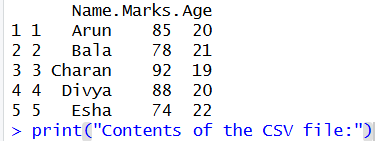 Name.Marks.Age
1 1 Arun 85 20
2 2 Bala 78 21
3 3 Charan 92 19
4 4 Divya 88 20
5 5 Esha 74 22
> print("Contents of the CSV file:")